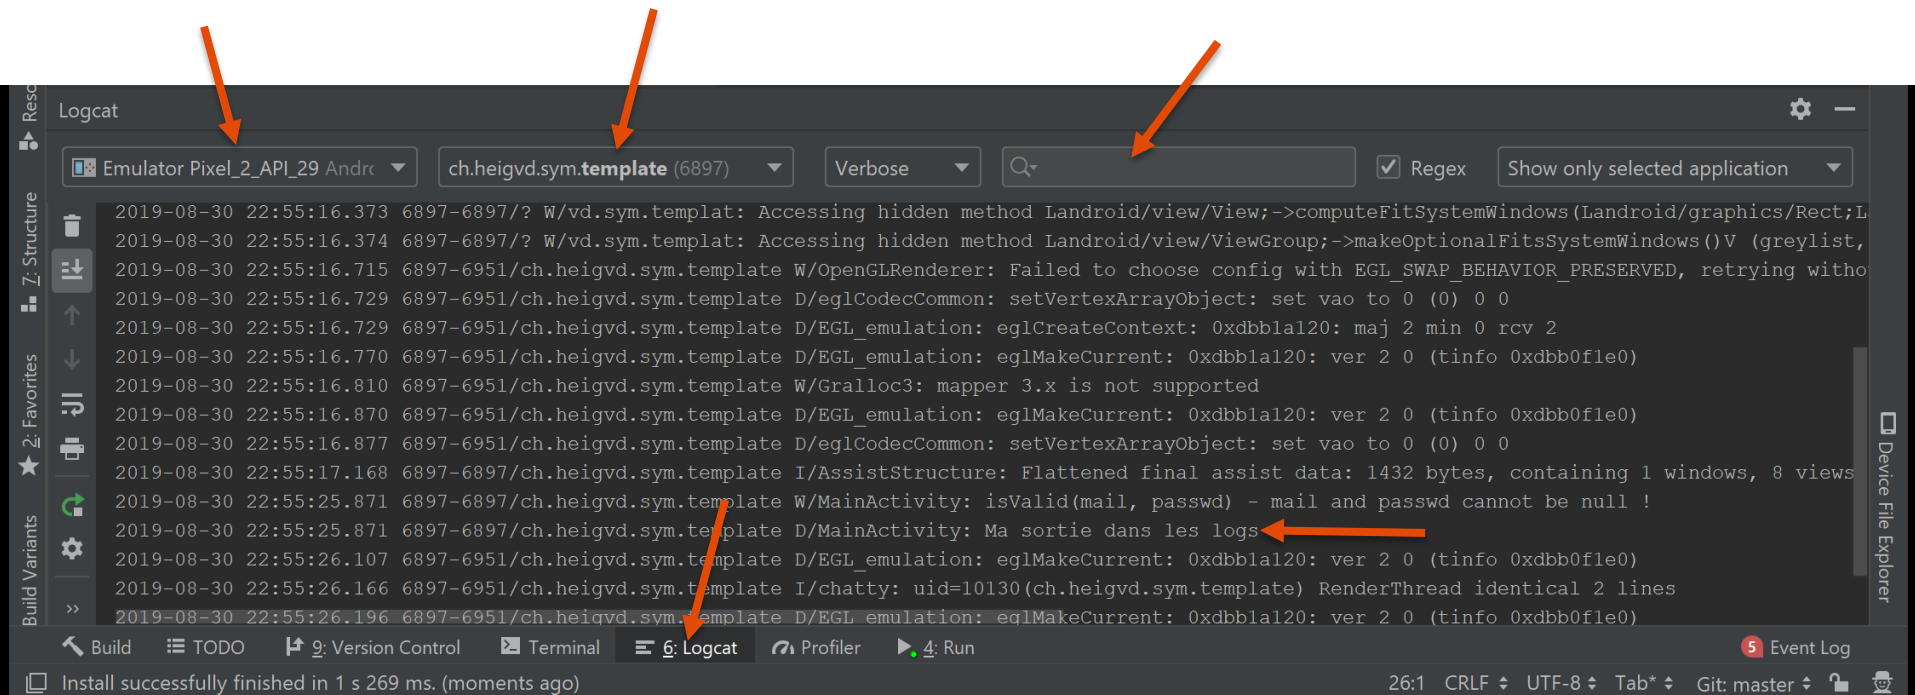 Logcat
Emulator Pixel_2_API_29 Andro
ch.heigvd.sym.template (6897)
Verbose
Regex
Show only selected application
2019-08-30 22:55:16.373 6897-6897/? W/vd.sym.templat: Accessing hidden method Landroid/view/View;->computeFitSystemWindows(Landroid/graphics/Rect;L
2019-08-30 22:55:16.374 6897-6897/? W/vd.sym.templat: Accessing hidden method Landroid/view/ViewGroup;->makeOptionalFitsSystemWindows()V (greylist,
2019-08-30 22:55:16.715 6897-6951/ch.heigvd.sym.template W/OpenGLRenderer: Failed to choose config with EGL_SWAP_BEHAVIOR_PRESERVED, retrying witho
2019-08-30 22:55:16.729 6897-6951/ch.heigvd.sym.template D/eglCodecCommon: setVertexArrayObject: set vao to 0 (0) 0 0
2019-08-30 22:55:16.729 6897-6951/ch.heigvd.sym.template D/EGL_emulation: eglCreateContext: 0xdbb1a120: maj 2 min 0 rcv 2
2019-08-30 22:55:16.770 6897-6951/ch.heigvd.sym.template D/EGL_emulation: eglMakeCurrent: 0xdbb1a120: ver 2 0 (tinfo 0xdbb0f1e0)
2019-08-30 22:55:16.810 6897-6951/ch.heigvd.sym.template W/Gralloc3: mapper 3.x is not supported
2019-08-30 22:55:16.870 6897-6951/ch.heigvd.sym.template D/EGL_emulation: eglMakeCurrent: 0xdbb1a120: ver 2 0 (tinfo 0xdbb0f1e0)
2019-08-30 22:55:16.877 6897-6951/ch.heigvd.sym.template D/eglCodecCommon: setVertexArrayObject: set vao to 0 (0) 0 0
2019-08-30 22:55:17.168 6897-6897/ch.heigvd.sym.template I/AssistStructure: Flattened final assist data: 1432 bytes, containing 1 windows, 8 views
2019-08-30 22:55:25.871 6897-6897/ch.heigvd.sym.template W/MainActivity: isValid(mail, passwd) - mail and passwd cannot be null !
2019-08-30 22:55:25.871 6897-6897/ch.heigvd.sym.template D/MainActivity: Ma sortie dans les logs
2019-08-30 22:55:26.107 6897-6951/ch.heigvd.sym.template D/EGL_emulation: eglMakeCurrent: 0xdbb1a120: ver 2 0 (tinfo 0xdbb0f1e0)
2019-08-30 22:55:26.166 6897-6951/ch.heigvd.sym.template I/chatty: uid=10130(ch.heigvd.sym.template) RenderThread identical 2 lines
2019-08-30 22:55:26.196 6897-6951/ch.heigvd.sym.template D/EGL_emulation: eglMakeCurrent: 0xdbb1a120: ver 2 0 (tinfo 0xdbb0f1e0)
Reso
7: Structure
2: Favorites
Build Variants
Device File Explorer
Build
TODO
9: Version Control
Terminal
6: Logcat
Profiler
4: Run
5 Event Log
Install successfully finished in 1 s 269 ms. (moments ago)
26:1 CRLF UTF-8 Tab* Git: master